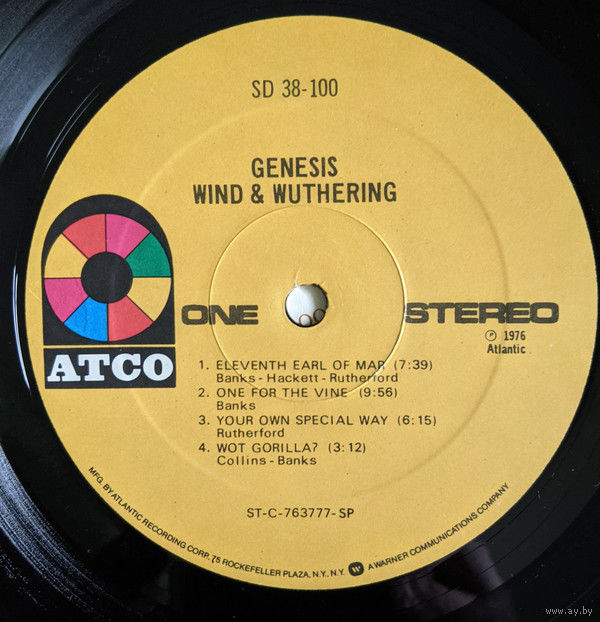 SD 38-100
GENESIS
WIND & WUTHERING
ATCO
ONE
STEREO
Ⓟ 1976
Atlantic
1. ELEVENTH EARL OF MAR (7:39)
Banks - Hackett - Rutherford
2. ONE FOR THE VINE (9:56)
Banks
3. YOUR OWN SPECIAL WAY (6:15)
Rutherford
4. WOT GORILLA? (3:12)
Collins - Banks
ST-C-763777-SP
MFG. BY ATLANTIC RECORDING CORP., 75 ROCKEFELLER PLAZA, N.Y., N.Y. W A WARNER COMMUNICATIONS COMPANY
www.ay.by